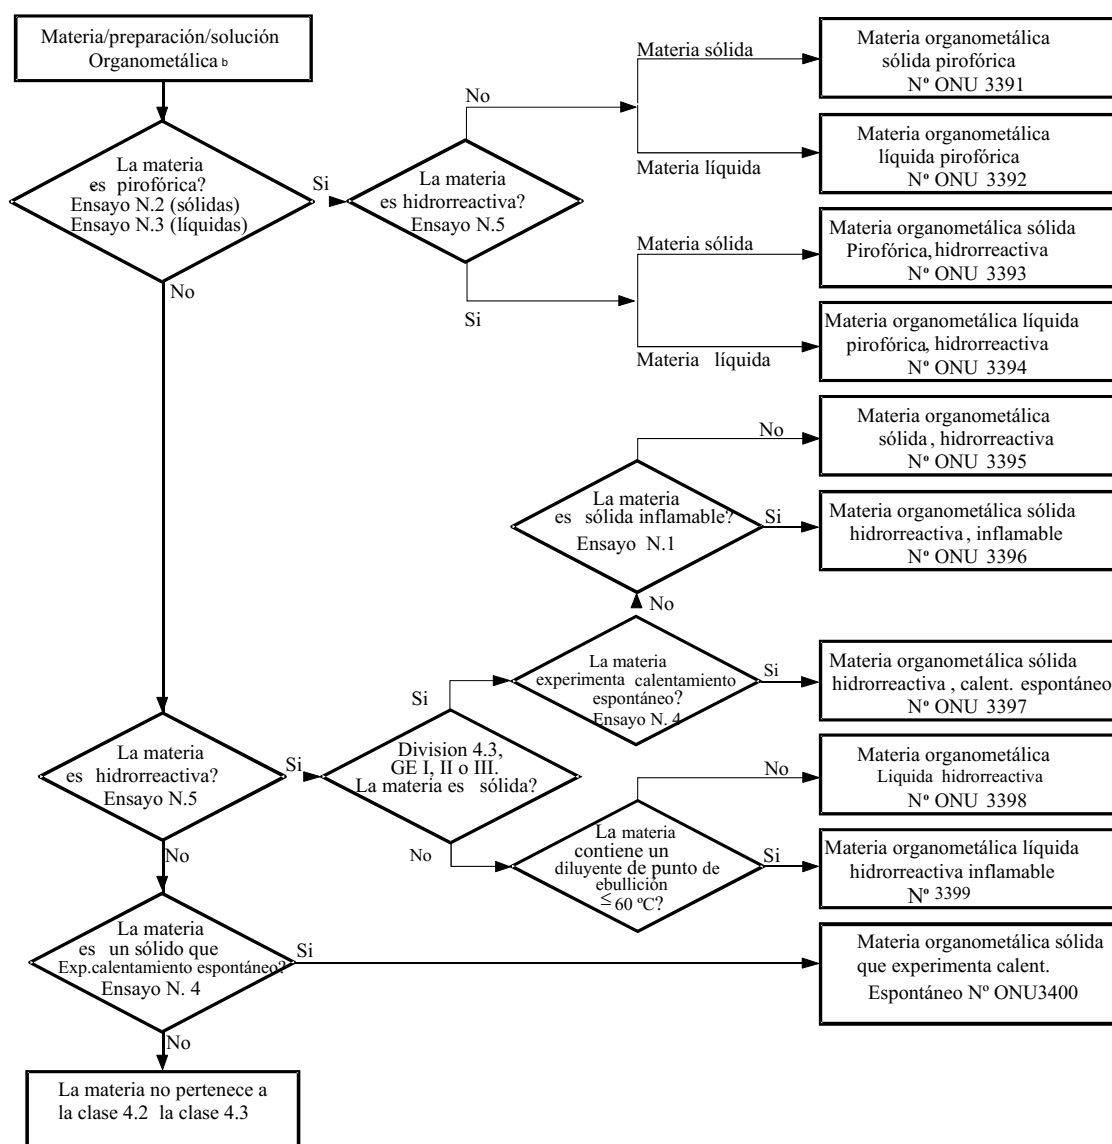 Materia/preparación/solución
Organometálica b
La materia
es pirofórica?
Ensayo N.2 (sólidas)
Ensayo N.3 (líquidas)
Si
No
La materia
es hidrorreactiva?
Ensayo N.5
No
Si
Materia sólida
Materia líquida
Materia organometálica
sólida pirofórica
Nº ONU 3391
Materia organometálica
líquida pirofórica
Nº ONU 3392
Materia sólida
Materia líquida
Materia organometálica sólida
Pirofórica, hidrorreactiva
Nº ONU 3393
Materia organometálica líquida
pirofórica, hidrorreactiva
Nº ONU 3394
No
Materia organometálica
sólida , hidrorreactiva
Nº ONU 3395
La materia
es sólida inflamable?
Ensayo N.1
Si
Materia organometálica sólida
hidrorreactiva , inflamable
Nº ONU 3396
No
La materia
experimenta calentamiento
espontáneo?
Ensayo N. 4
Si
Materia organometálica sólida
hidrorreactiva , calent. espontáneo
Nº ONU 3397
Si
La materia
es hidrorreactiva?
Ensayo N.5
Si
Division 4.3,
GE I, II o III.
La materia es sólida?
No
Materia organometálica
Liquida hidrorreactiva
Nº ONU 3398
No
No
La materia
contiene un
diluyente de punto de
ebullición
≤ 60 ºC?
Si
Materia organometálica líquida
hidrorreactiva inflamable
Nº 3399
La materia
es un sólido que
Exp.calentamiento espontáneo?
Ensayo N. 4
Si
Materia organometálica sólida
que experimenta calent.
Espontáneo Nº ONU3400
No
La materia no pertenece a
la clase 4.2 la clase 4.3